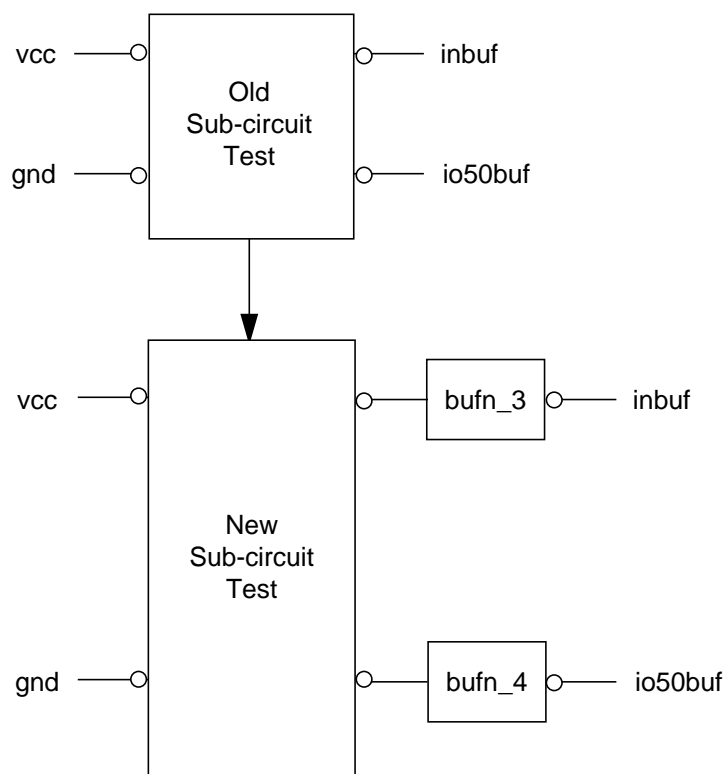 vcc
inbuf
Old
Sub-circuit
Test
gnd
io50buf
vcc
bufn_3
inbuf
New
Sub-circuit
Test
gnd
bufn_4
io50buf